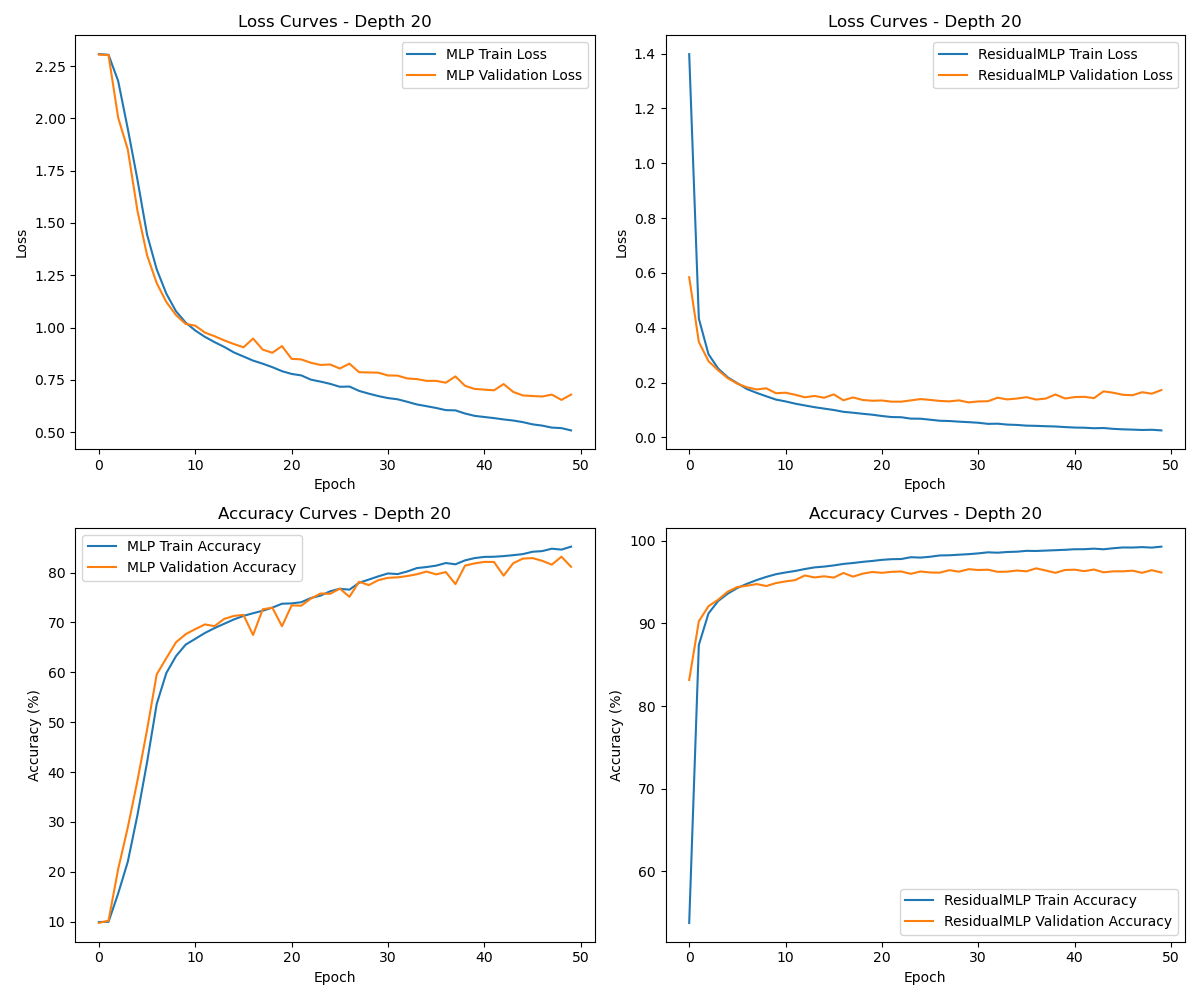 Loss Curves - Depth 20
Loss
2.25
2.00
1.75
1.50
1.25
1.00
0.75
0.50
MLP Train Loss
MLP Validation Loss
0 10 20 30 40 50
Epoch
Loss Curves - Depth 20
Loss
1.4
1.2
1.0
0.8
0.6
0.4
0.2
0.0
ResidualMLP Train Loss
ResidualMLP Validation Loss
0 10 20 30 40 50
Epoch
Accuracy Curves - Depth 20
Accuracy (%)
80
70
60
50
40
30
20
10
MLP Train Accuracy
MLP Validation Accuracy
0 10 20 30 40 50
Epoch
Accuracy Curves - Depth 20
Accuracy (%)
100
90
80
70
60
ResidualMLP Train Accuracy
ResidualMLP Validation Accuracy
0 10 20 30 40 50
Epoch